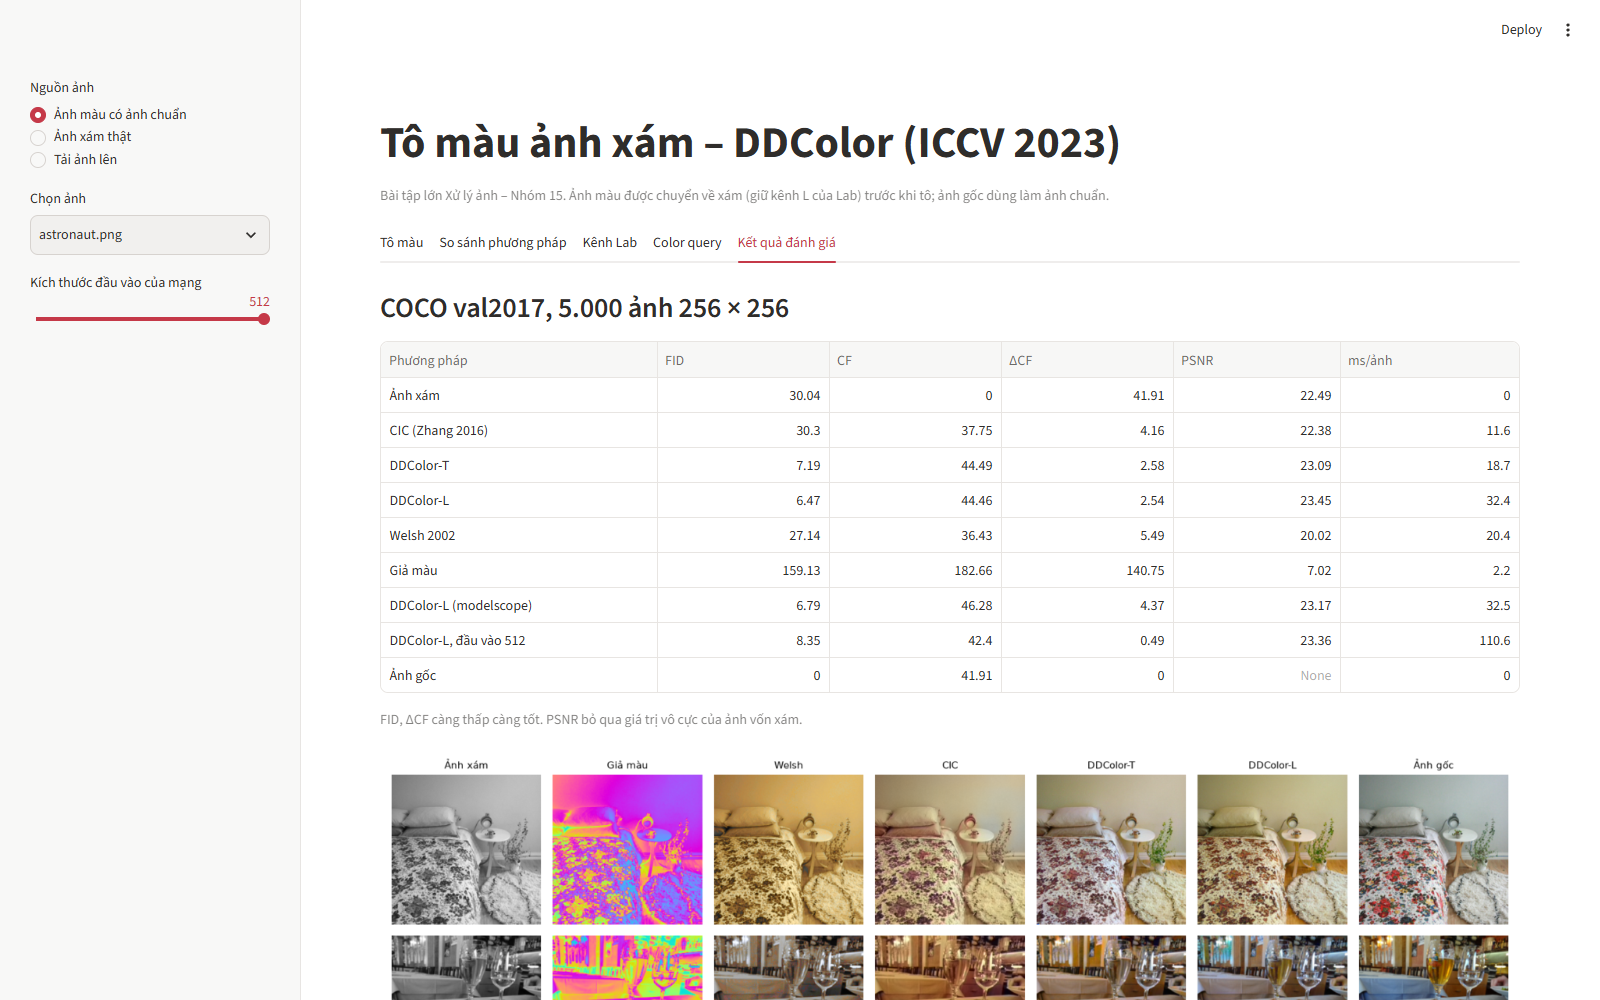 Deploy
Nguồn ảnh
Ảnh màu có ảnh chuẩn
Ảnh xám thật
Tải ảnh lên
Chọn ảnh
astronaut.png
Kích thước đầu vào của mạng
512
Tô màu ảnh xám – DDColor (ICCV 2023)
Bài tập lớn Xử lý ảnh – Nhóm 15. Ảnh màu được chuyển về xám (giữ kênh L của Lab) trước khi tô; ảnh gốc dùng làm ảnh chuẩn.
Tô màu So sánh phương pháp Kênh Lab Color query Kết quả đánh giá
COCO val2017, 5.000 ảnh 256 × 256
Phương pháp FID CF ΔCF PSNR ms/ảnh
Ảnh xám 30.04 0 41.91 22.49 0
CIC (Zhang 2016) 30.3 37.75 4.16 22.38 11.6
DDColor-T 7.19 44.49 2.58 23.09 18.7
DDColor-L 6.47 44.46 2.54 23.45 32.4
Welsh 2002 27.14 36.43 5.49 20.02 20.4
Giả màu 159.13 182.66 140.75 7.02 2.2
DDColor-L (modelscope) 6.79 46.28 4.37 23.17 32.5
DDColor-L, đầu vào 512 8.35 42.4 0.49 23.36 110.6
Ảnh gốc 0 41.91 0 None 0
FID, ΔCF càng thấp càng tốt. PSNR bỏ qua giá trị vô cực của ảnh vốn xám.
Ảnh xám Giả màu Welsh CIC DDColor-T DDColor-L Ảnh gốc